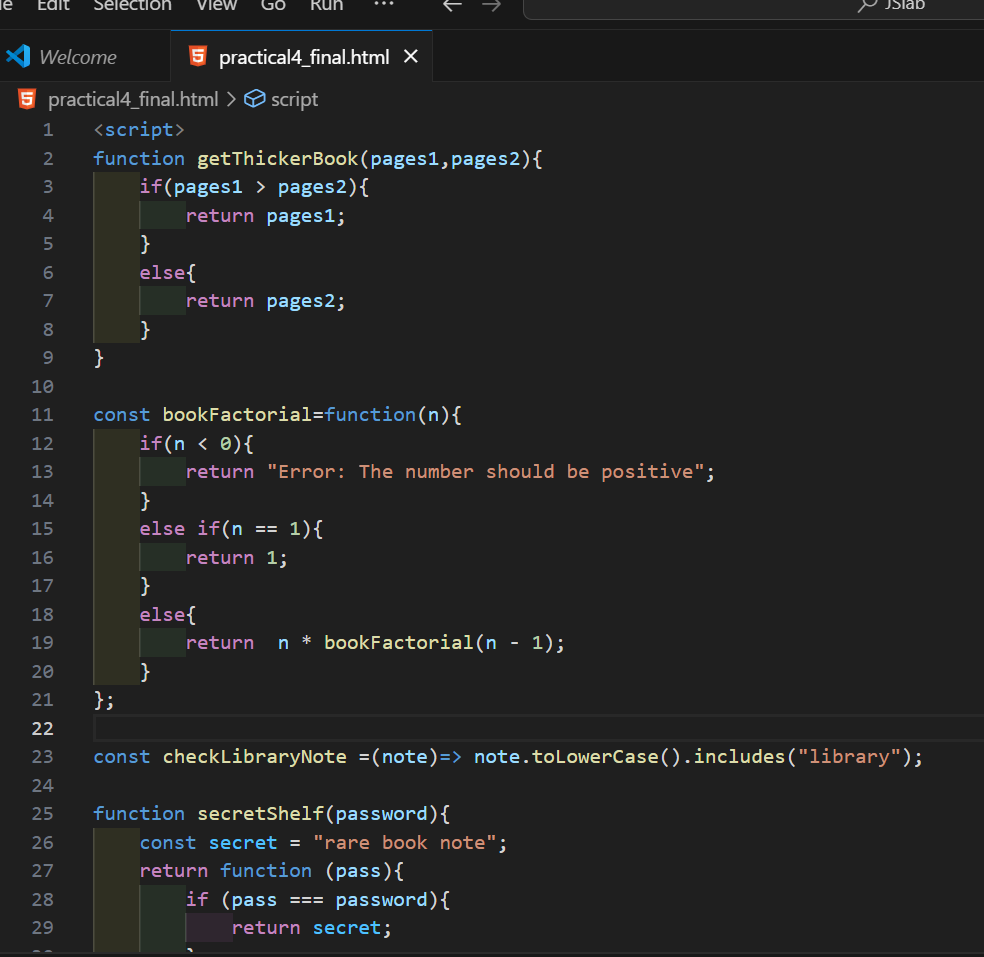 Edit Selection View Go Run ··· JSlab
Welcome practical4_final.html
practical4_final.html > script
1 <script>
2 function getThickerBook(pages1,pages2){
3 if(pages1 > pages2){
4 return pages1;
5 }
6 else{
7 return pages2;
8 }
9 }
10
11 const bookFactorial=function(n){
12 if(n < 0){
13 return "Error: The number should be positive";
14 }
15 else if(n == 1){
16 return 1;
17 }
18 else{
19 return  n * bookFactorial(n - 1);
20 }
21 };
22
23 const checkLibraryNote =(note)=> note.toLowerCase().includes("library");
24
25 function secretShelf(password){
26 const secret = "rare book note";
27 return function (pass){
28 if (pass === password){
29 return secret;